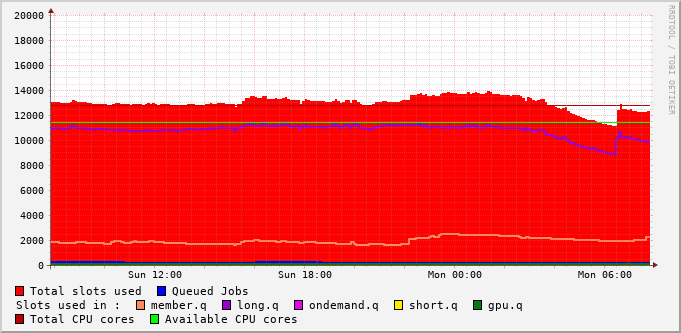 20000
18000
16000
14000
12000
10000
8000
6000
4000
2000
0
Sun 12:00 Sun 18:00 Mon 00:00 Mon 06:00
Total slots used Queued Jobs
Slots used in : member.q long.q ondemand.q short.q gpu.q
Total CPU cores Available CPU cores
RRDTOOL / TOBI OETIKER